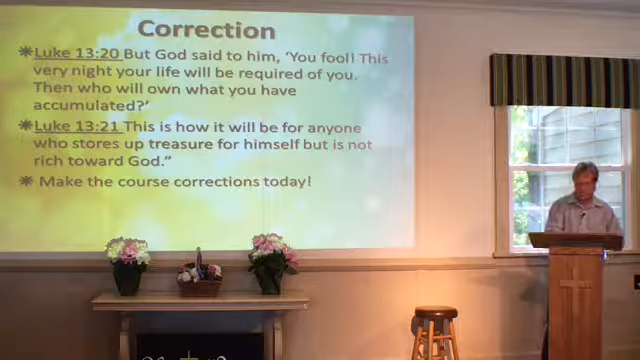 Correction
Luke 13:20 But God said to him, 'You fool! This
very night your life will be required of you.
Then who will own what you have
accumulated?'
Luke 13:21 This is how it will be for anyone
who stores up treasure for himself but is not
rich toward God."
Make the course corrections today!